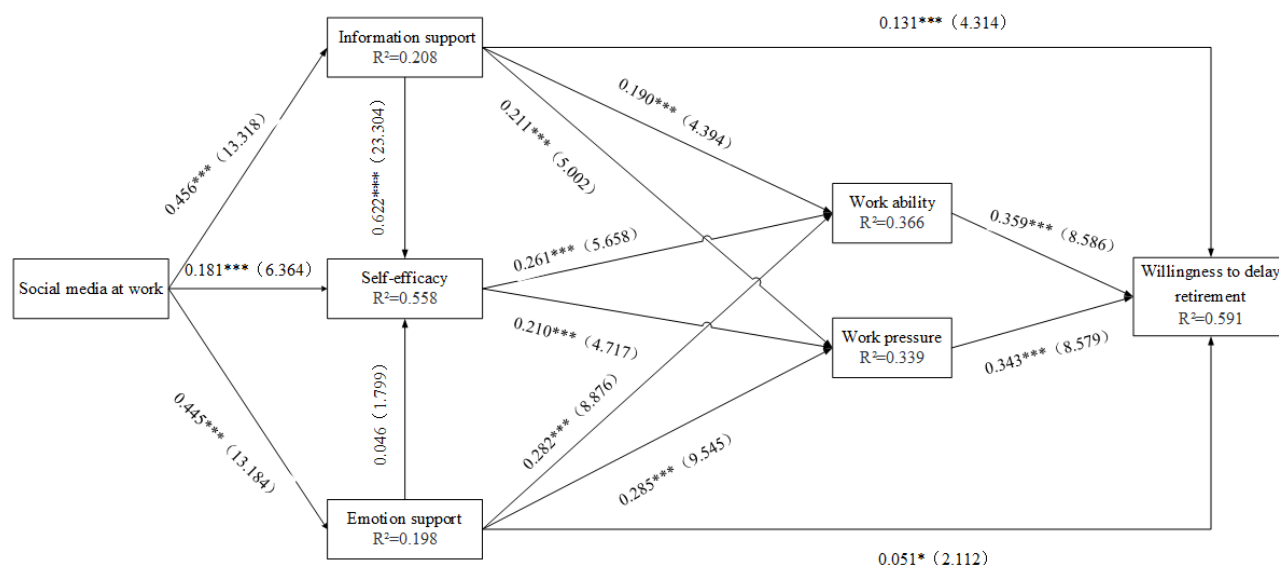 0.131***（4.314）
Information support
R²=0.208
0.190***（4.394）
0.211***（5.002）
0.456***（13.318）
0.622***（23.304）
Work ability
R²=0.366
0.359***（8.586）
0.261***（5.658）
0.181***（6.364）
Social media at work
Self-efficacy
R²=0.558
Willingness to delay
retirement
R²=0.591
0.210***（4.717）
Work pressure
R²=0.339
0.343***（8.579）
0.445***（13.184）
0.046（1.799）
0.282***（8.876）
0.285***（9.545）
Emotion support
R²=0.198
0.051*（2.112）